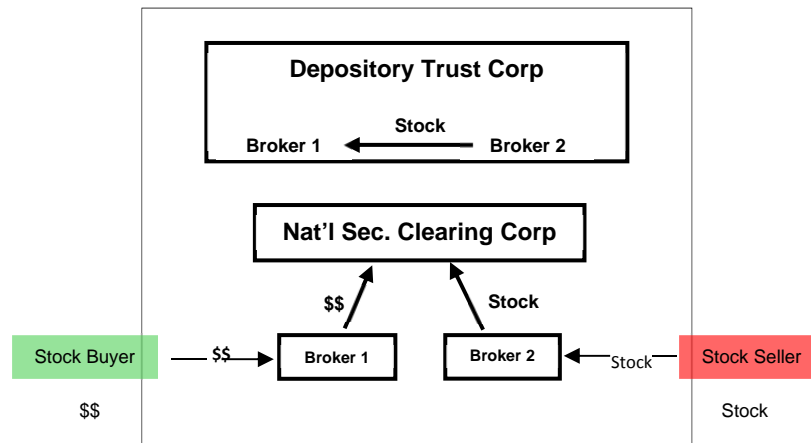 Depository Trust Corp
Stock
Broker 1 Broker 2
Nat'l Sec. Clearing Corp
$$ Stock
Stock Buyer $$ Broker 1 Broker 2 Stock Stock Seller
$$ Stock